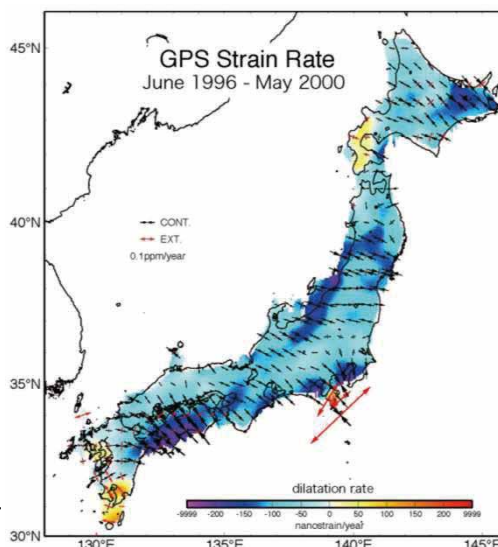 GPS Strain Rate
June 1996 - May 2000
45°N
40°N
35°N
30°N
130°E
135°E
140°E
145°E
CONT.
EXT.
0.1ppm/year
dilatation rate
-9999 -200 -150 -100 -50 0 50 100 150 200 9999
nanostrain/year